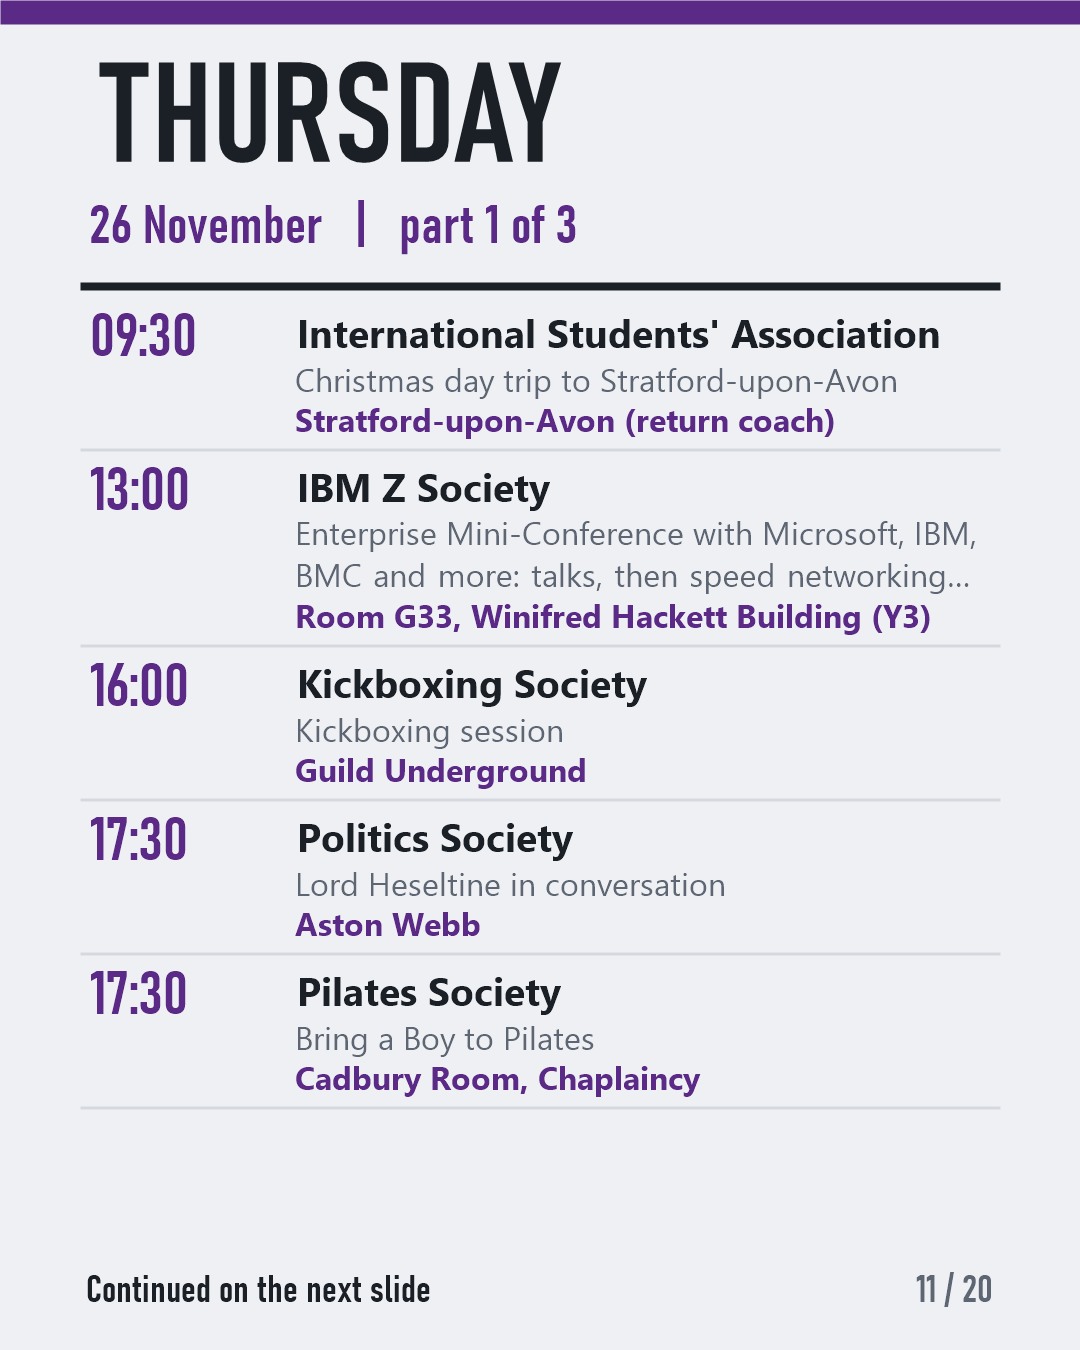 THURSDAY
26 November | part 1 of 3
09:30
International Students' Association
Christmas day trip to Stratford-upon-Avon
Stratford-upon-Avon (return coach)
13:00
IBM Z Society
Enterprise Mini-Conference with Microsoft, IBM,
BMC and more: talks, then speed networking...
Room G33, Winifred Hackett Building (Y3)
16:00
Kickboxing Society
Kickboxing session
Guild Underground
17:30
Politics Society
Lord Heseltine in conversation
Aston Webb
17:30
Pilates Society
Bring a Boy to Pilates
Cadbury Room, Chaplaincy
Continued on the next slide
11 / 20